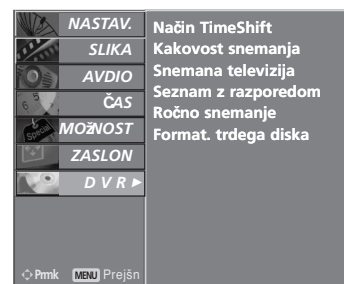 NASTAV.
SLIKA
AVDIO
ČAS
MOŽNOST
ZASLON
D V R ►
Način TimeShift
Kakovost snemanja
Snemana televizija
Seznam z razporedom
Ročno snemanje
Format. trdega diska
Pmk MENU Prejšn